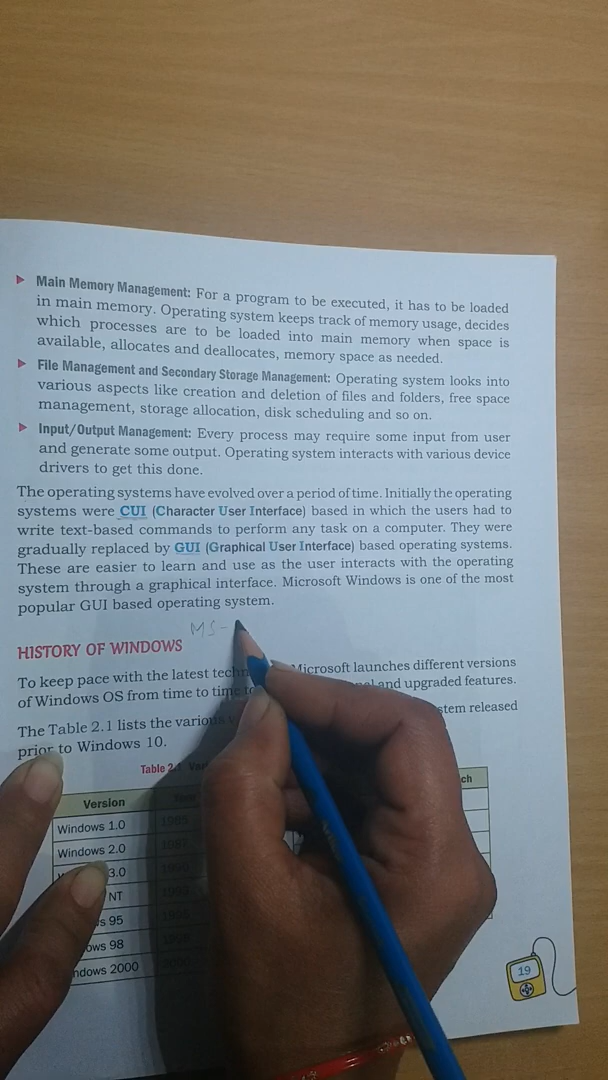 Main Memory Management: For a program to be executed, it has to be loaded
in main memory. Operating system keeps track of memory usage, decides
which processes are to be loaded into main memory when space is
available, allocates and deallocates, memory space as needed.
File Management and Secondary Storage Management: Operating system looks into
various aspects like creation and deletion of files and folders, free space
management, storage allocation, disk scheduling and so on.
Input/Output Management: Every process may require some input from user
and generate some output. Operating system interacts with various device
drivers to get this done.
The operating systems have evolved over a period of time. Initially the operating
systems were CUI (Character User Interface) based in which the users had to
write text-based commands to perform any task on a computer. They were
gradually replaced by GUI (Graphical User Interface) based operating systems.
These are easier to learn and use as the user interacts with the operating
system through a graphical interface. Microsoft Windows is one of the most
popular GUI based operating system.
MS-
HISTORY OF WINDOWS
To keep pace with the latest Microsoft launches different versions
of Windows OS from time to time and upgraded features.
The Table 2.1 lists the released
prior to Windows 10.
Table
Version
Windows 1.0 1985
Windows 2.0 1987
3.0 1990
NT 1993
95 1995
98 1998
2000 2000
19